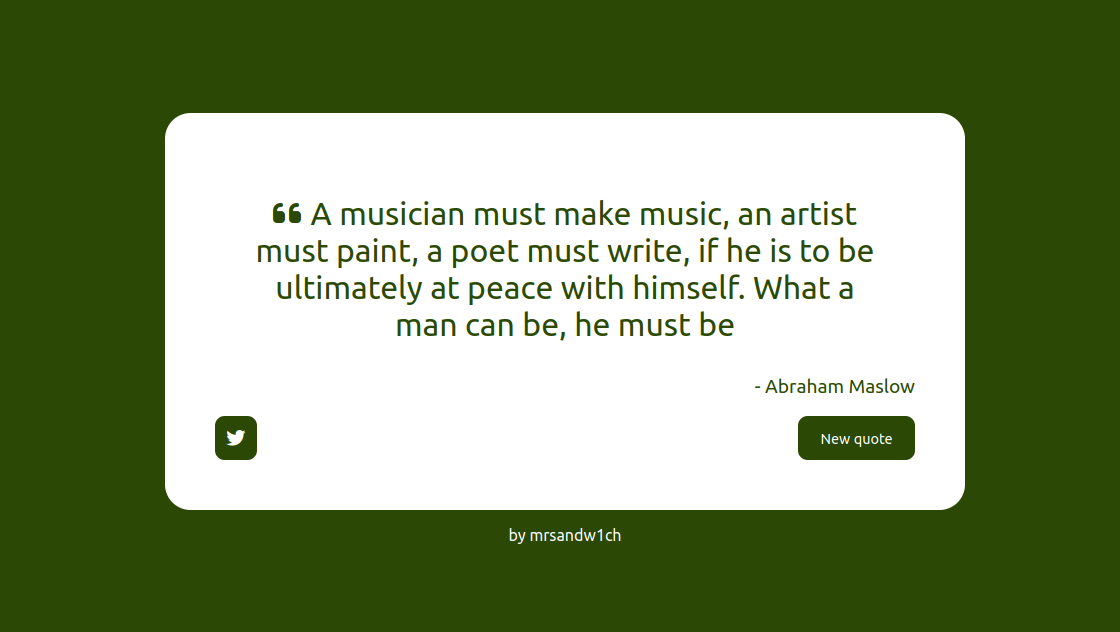 ❝ A musician must make music, an artist
must paint, a poet must write, if he is to be
ultimately at peace with himself. What a
man can be, he must be
- Abraham Maslow
New quote
by mrsandw1ch